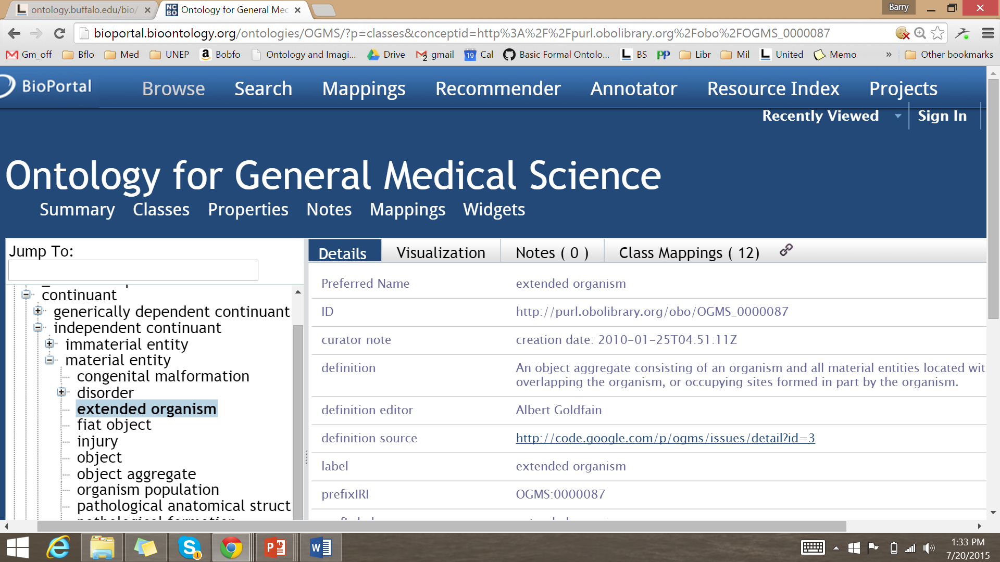 ontology.buffalo.edu/bio/
Ontology for General Med
Barry
bioportal.bioontology.org/ontologies/OGMS/?p=classes&conceptid=http%3A%2F%2Fpurl.obolibrary.org%2Fobo%2FOGMS_0000087
Gm_off Bflo Med UNEP Bobfo Ontology and Imagi... Drive gmail Cal Basic Formal Ontolo... BS PP Libr Mil United Memo » Other bookmarks
BioPortal Browse Search Mappings Recommender Annotator Resource Index Projects
Recently Viewed Sign In
Ontology for General Medical Science
Summary Classes Properties Notes Mappings Widgets
Jump To:
continuant
generically dependent continuant
independent continuant
immaterial entity
material entity
congenital malformation
disorder
extended organism
fiat object
injury
object
object aggregate
organism population
pathological anatomical struct
Details Visualization Notes ( 0 ) Class Mappings ( 12)
Preferred Name extended organism
ID http://purl.obolibrary.org/obo/OGMS_0000087
curator note creation date: 2010-01-25T04:51:11Z
definition An object aggregate consisting of an organism and all material entities located wit
overlapping the organism, or occupying sites formed in part by the organism.
definition editor Albert Goldfain
definition source http://code.google.com/p/ogms/issues/detail?id=3
label extended organism
prefixIRI OGMS:0000087
1:33 PM
7/20/2015